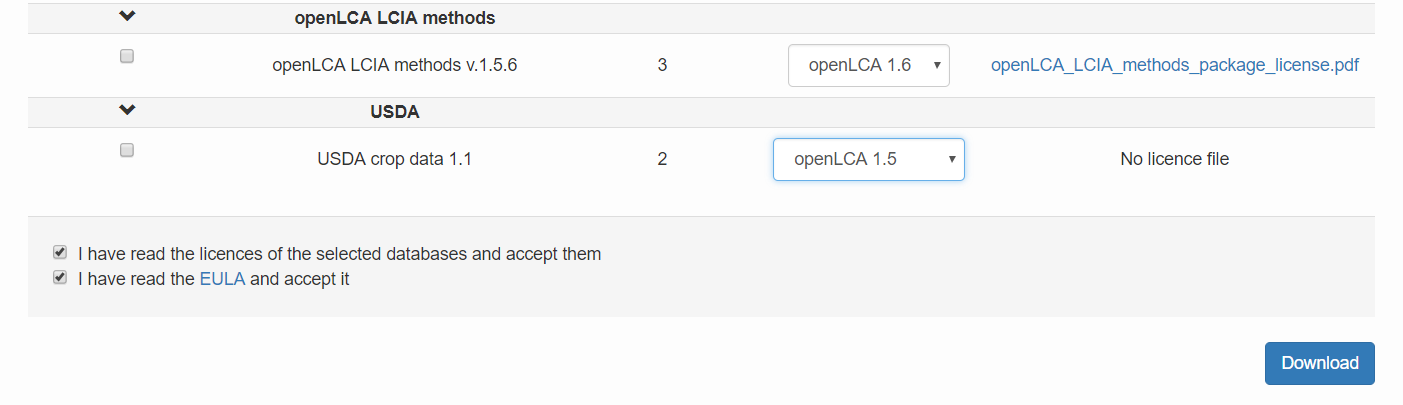 openLCA LCIA methods
openLCA LCIA methods v.1.5.6 3 openLCA 1.6 openLCA_LCIA_methods_package_license.pdf
USDA
USDA crop data 1.1 2 openLCA 1.5 No licence file
I have read the licences of the selected databases and accept them
I have read the EULA and accept it
Download